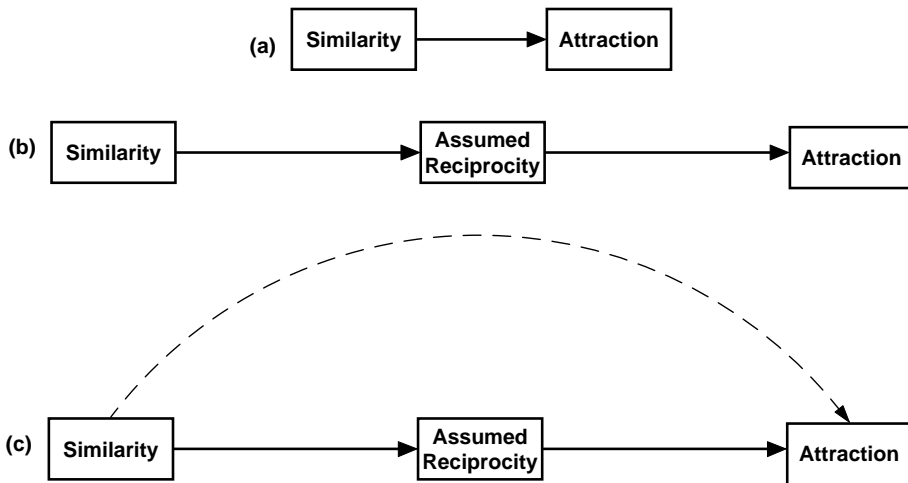 (a)
Similarity
Attraction
(b)
Similarity
Assumed
Reciprocity
Attraction
(c)
Similarity
Assumed
Reciprocity
Attraction